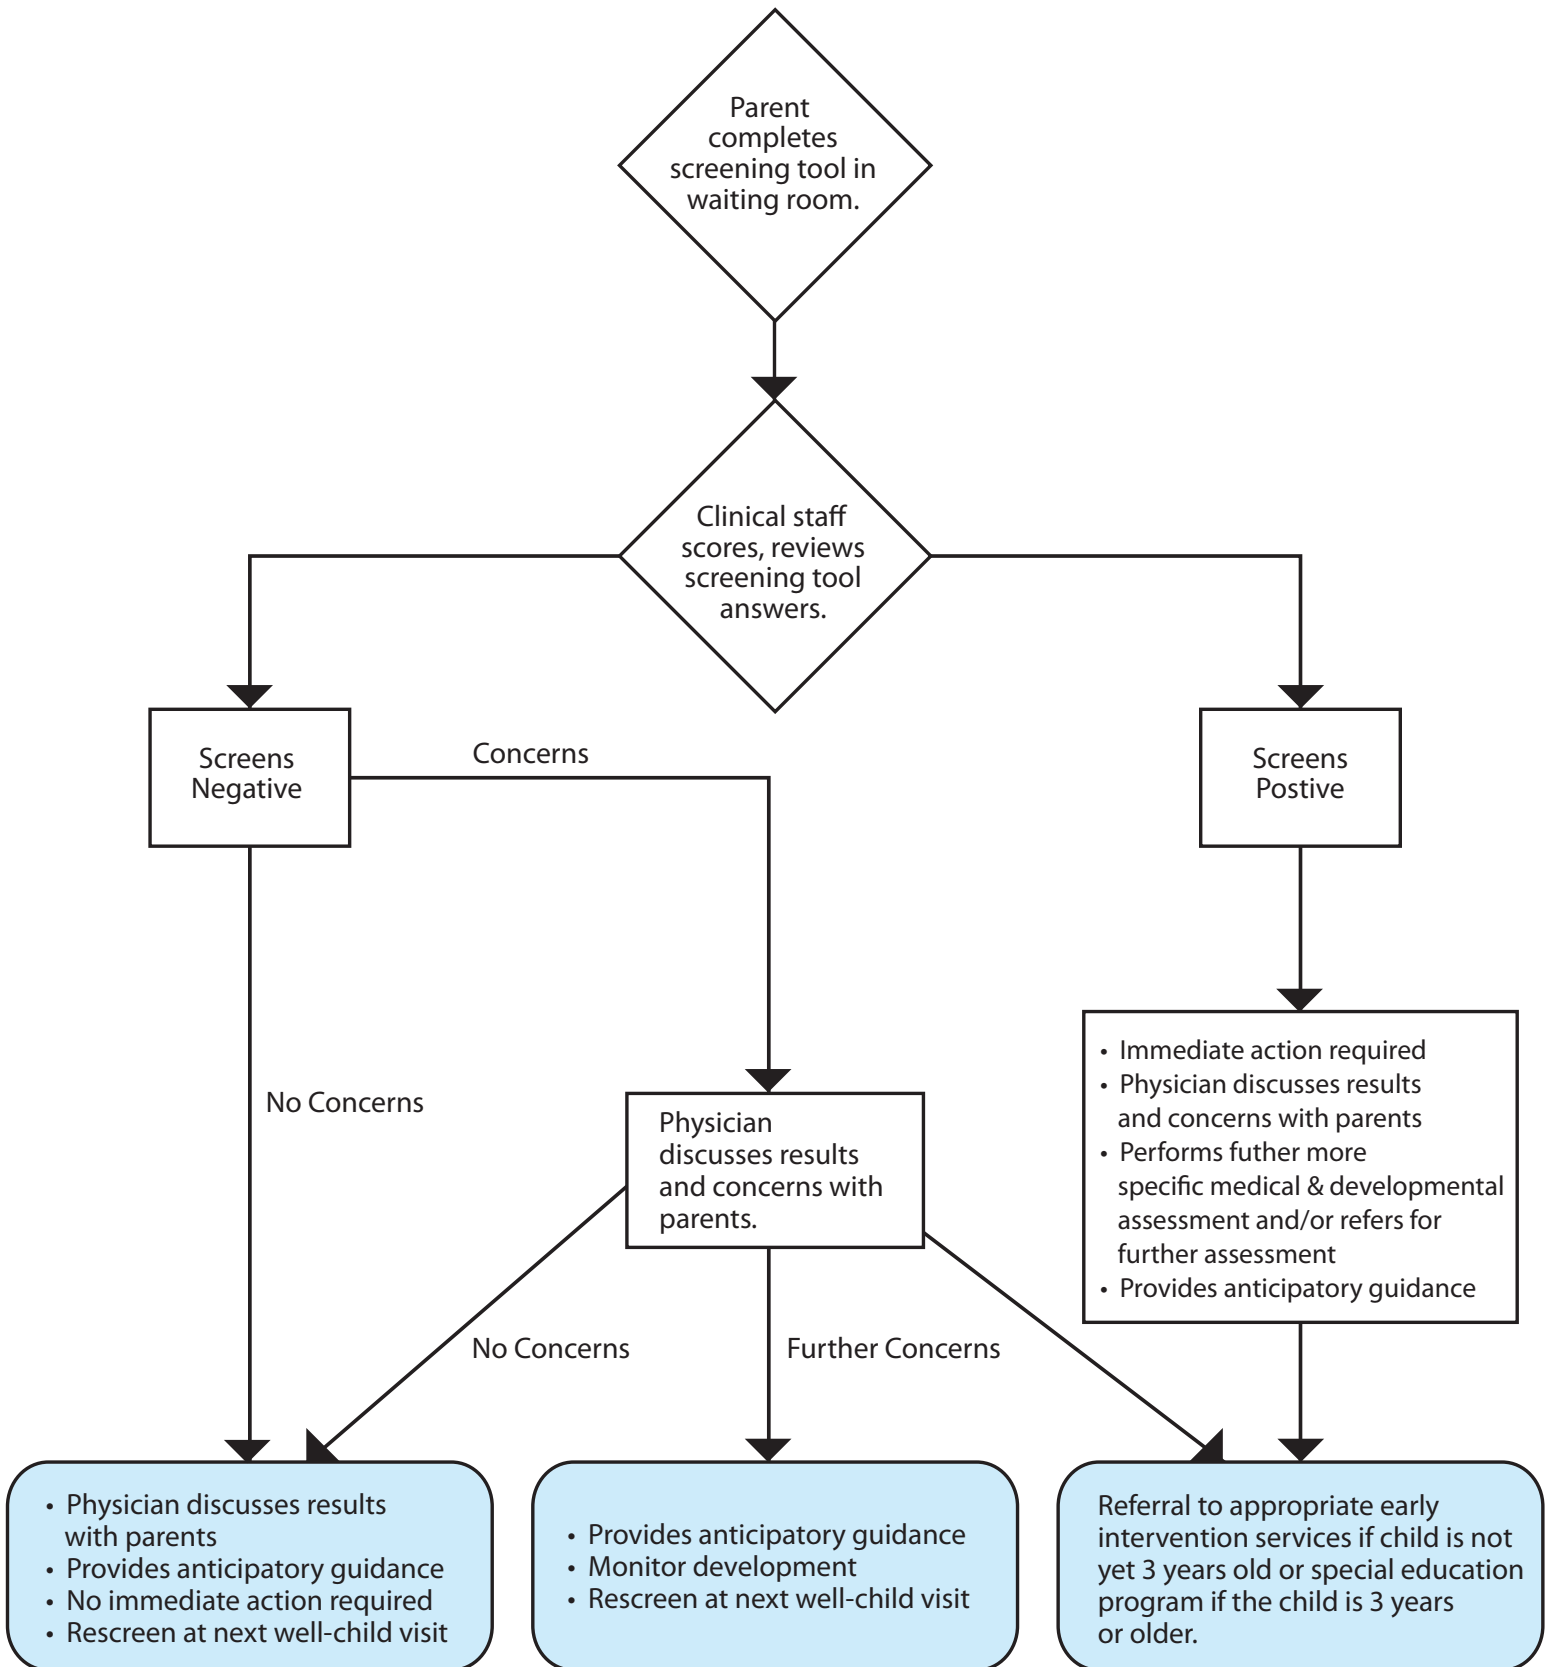 Parent
completes
screening tool in
waiting room.
Clinical staff
scores, reviews
screening tool
answers.
Screens
Negative
Concerns
Screens
Postive
No Concerns
Physician
discusses results
and concerns with
parents.
• Immediate action required
• Physician discusses results
and concerns with parents
• Performs futher more
specific medical & developmental
assessment and/or refers for
further assessment
• Provides anticipatory guidance
No Concerns
Further Concerns
• Physician discusses results
with parents
• Provides anticipatory guidance
• No immediate action required
• Rescreen at next well-child visit
• Provides anticipatory guidance
• Monitor development
• Rescreen at next well-child visit
Referral to appropriate early
intervention services if child is not
yet 3 years old or special education
program if the child is 3 years
or older.